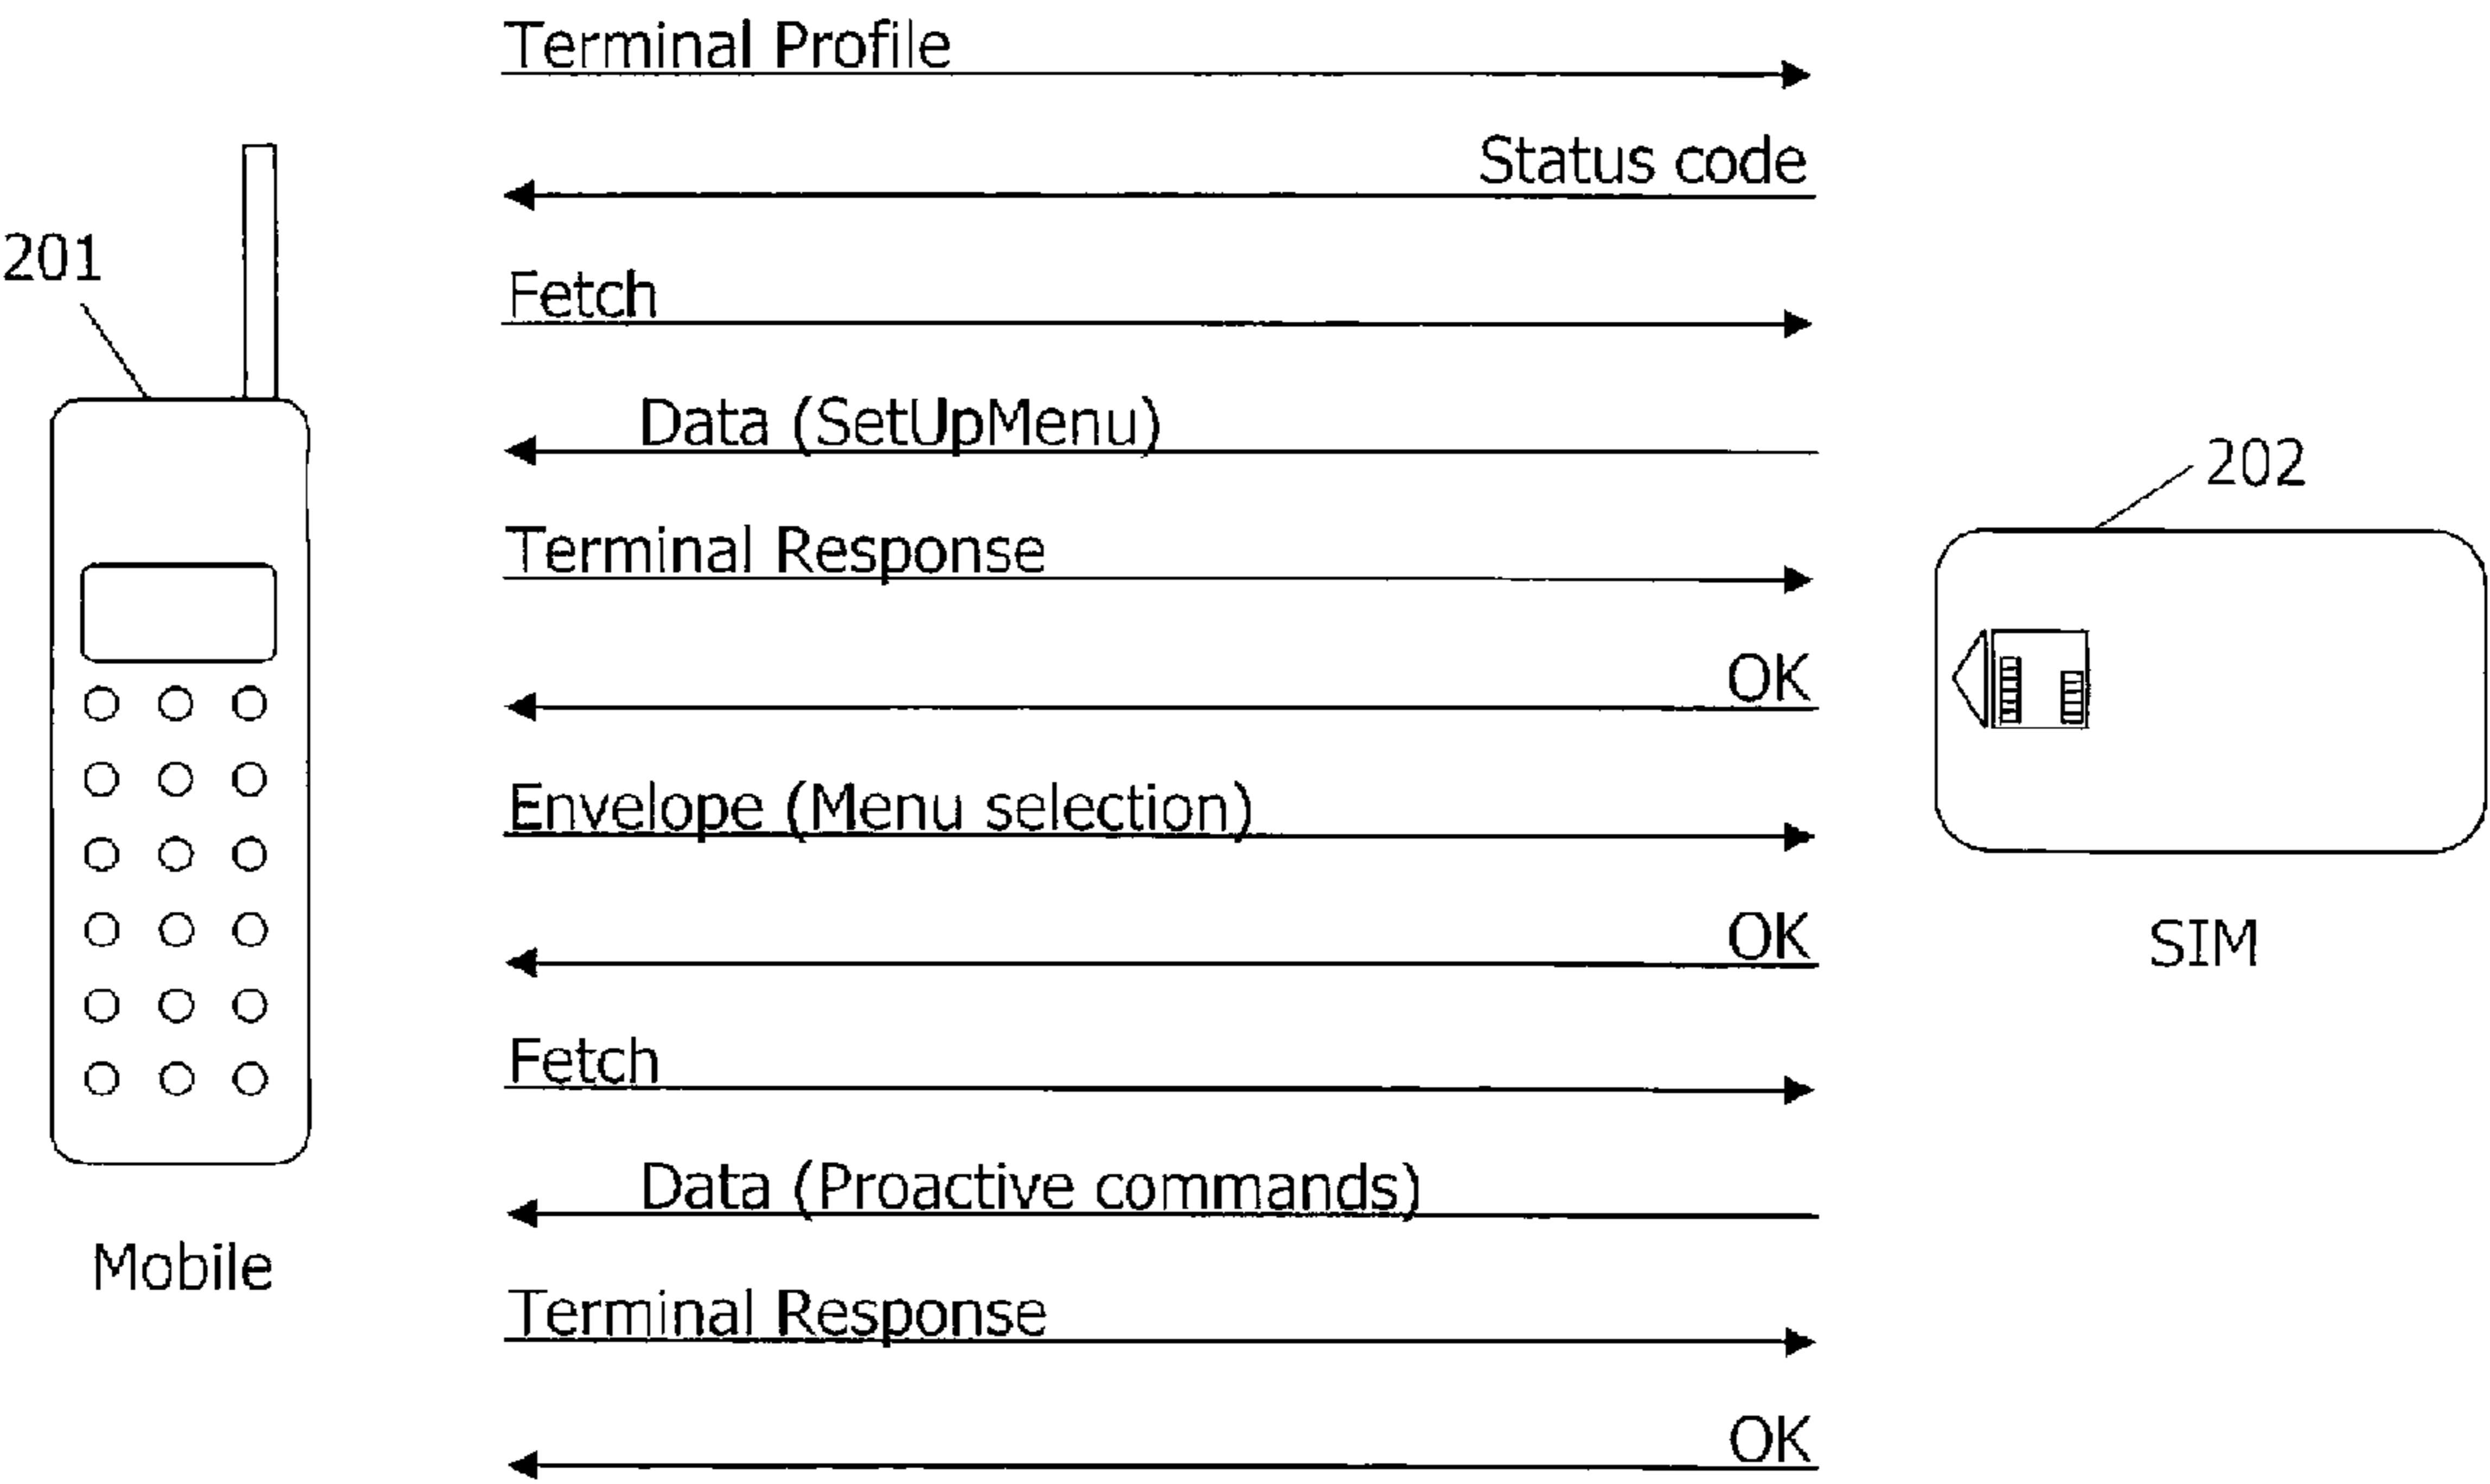 Terminal Profile
Status code
201
Fetch
Data (SetUpMenu)
202
Terminal Response
OK
Envelope (Menu selection)
OK
SIM
Fetch
Data (Proactive commands)
Mobile
Terminal Response
OK